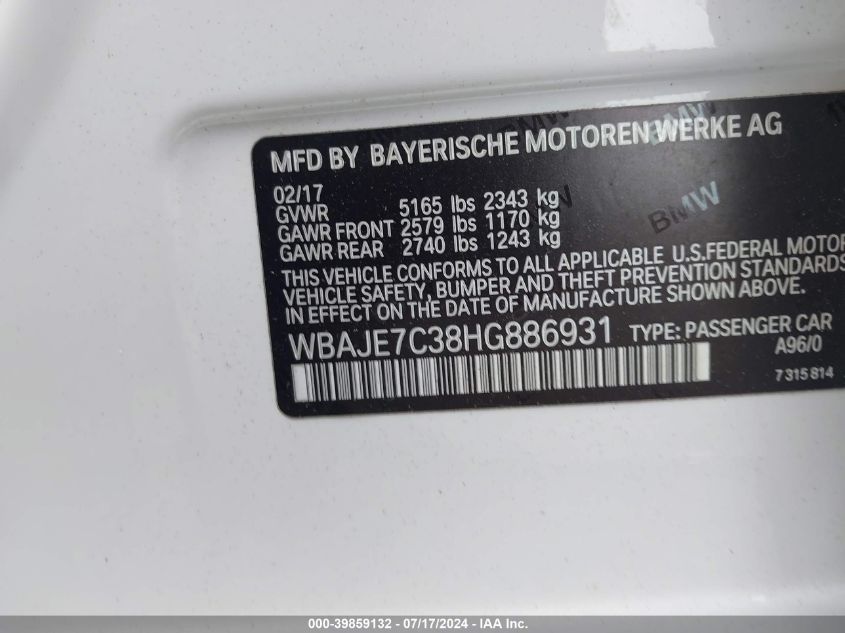 MFD BY BAYERISCHE MOTOREN WERKE AG
02/17
GVWR 5165 lbs 2343 kg
GAWR FRONT 2579 lbs 1170 kg
GAWR REAR 2740 lbs 1243 kg
THIS VEHICLE CONFORMS TO ALL APPLICABLE U.S.FEDERAL MOTOR
VEHICLE SAFETY, BUMPER AND THEFT PREVENTION STANDARDS
IN EFFECT ON THE DATE OF MANUFACTURE SHOWN ABOVE.
WBAJE7C38HG886931 TYPE: PASSENGER CAR
A96/0
7315814
BMW
BMW
BMW
000-39859132 - 07/17/2024 - IAA Inc.